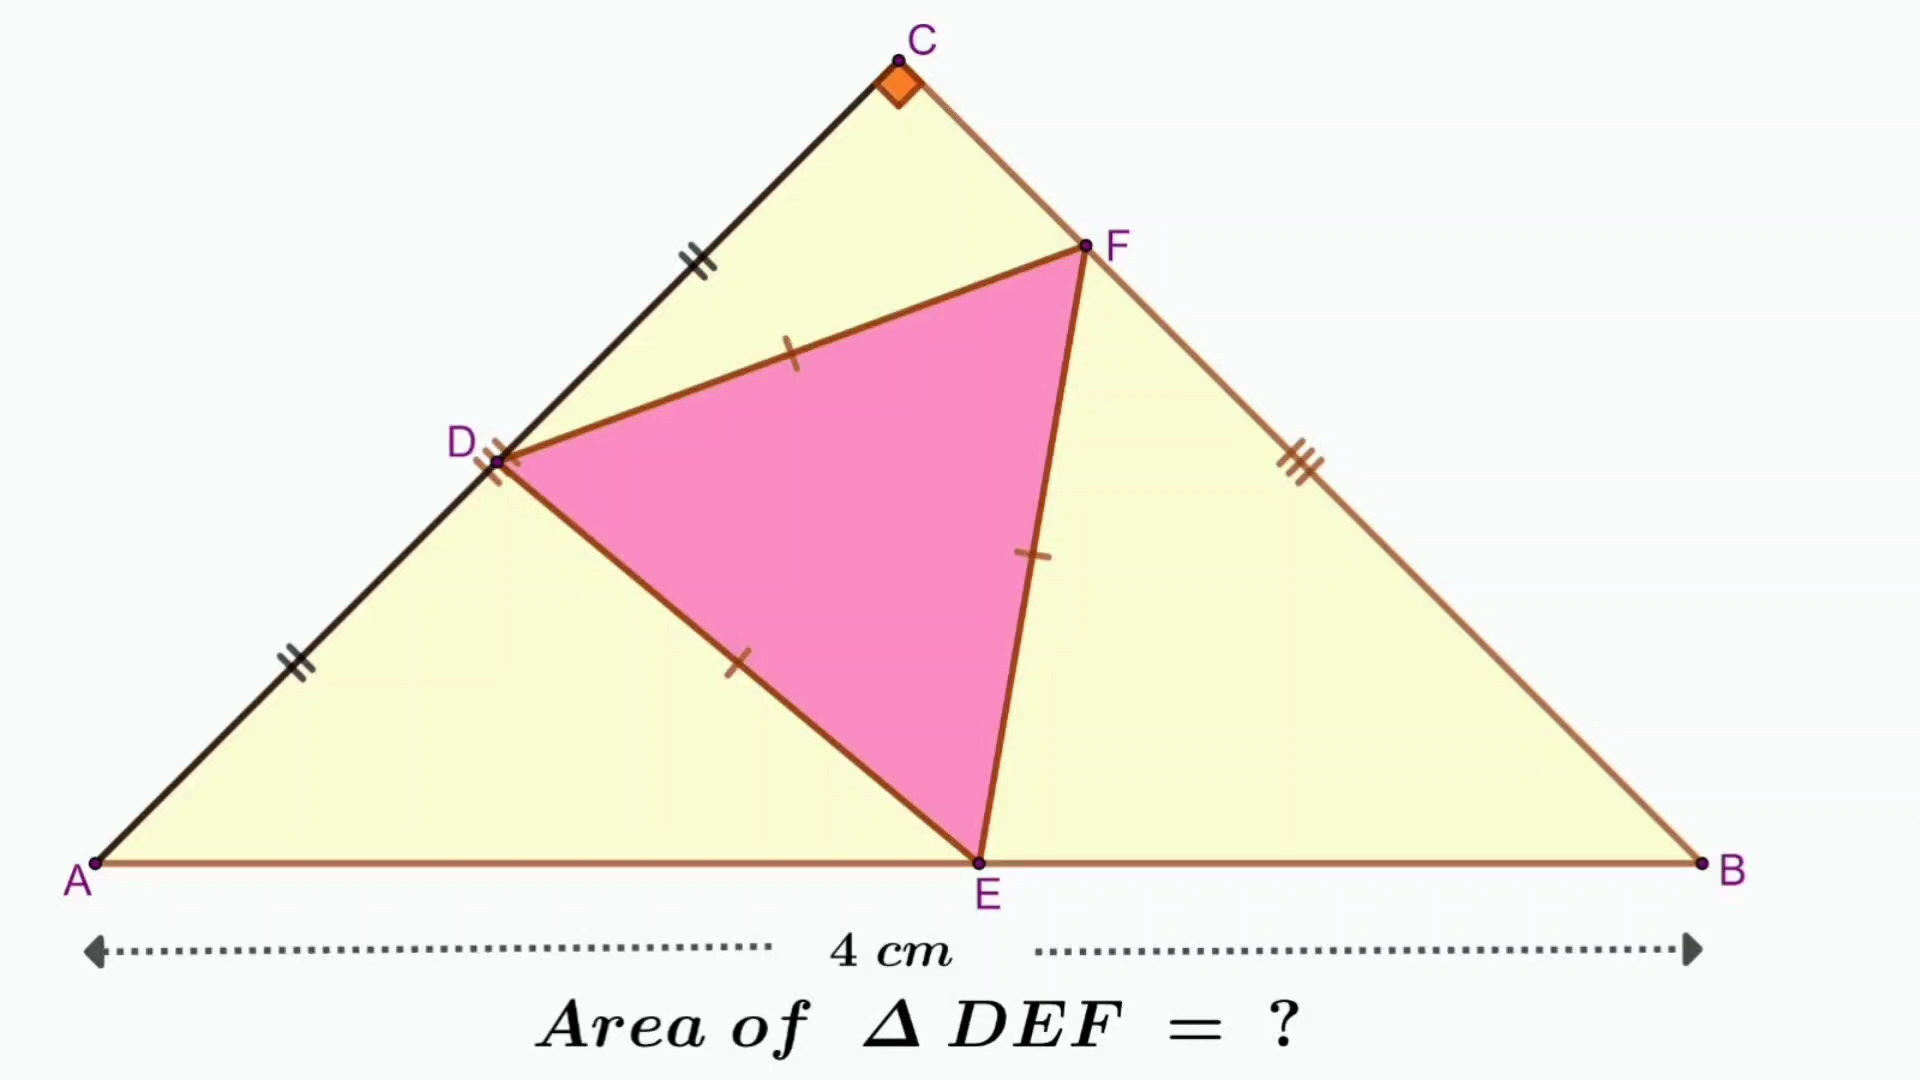 C
F
D
A
E
B
4 cm
Area of Δ DEF = ?